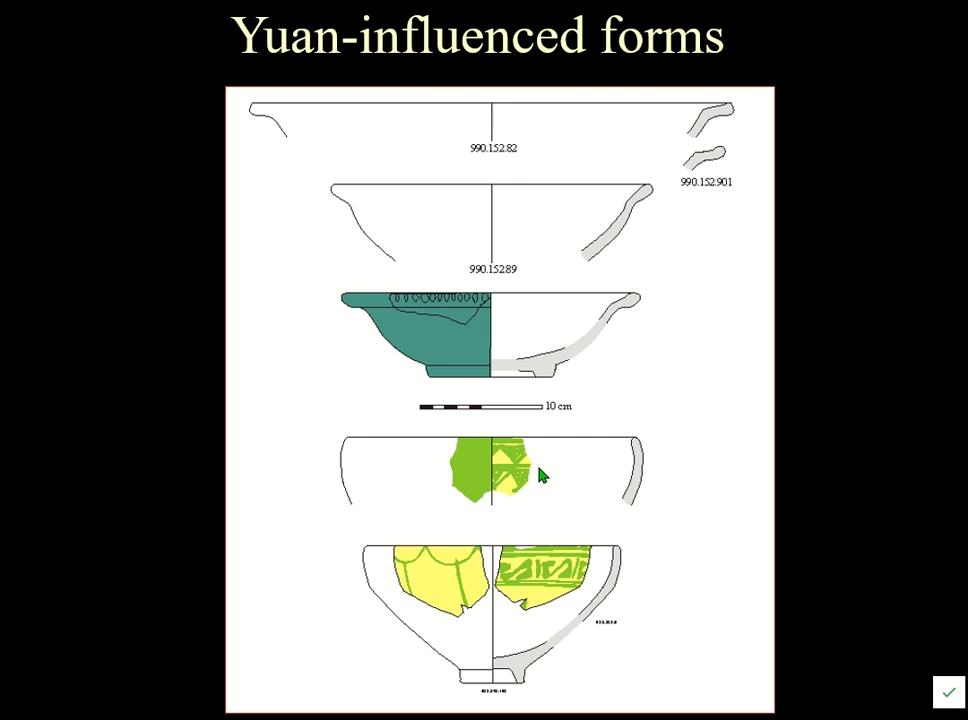 Yuan-influenced forms
990.152.82
990.152.901
990.152.89
10 cm